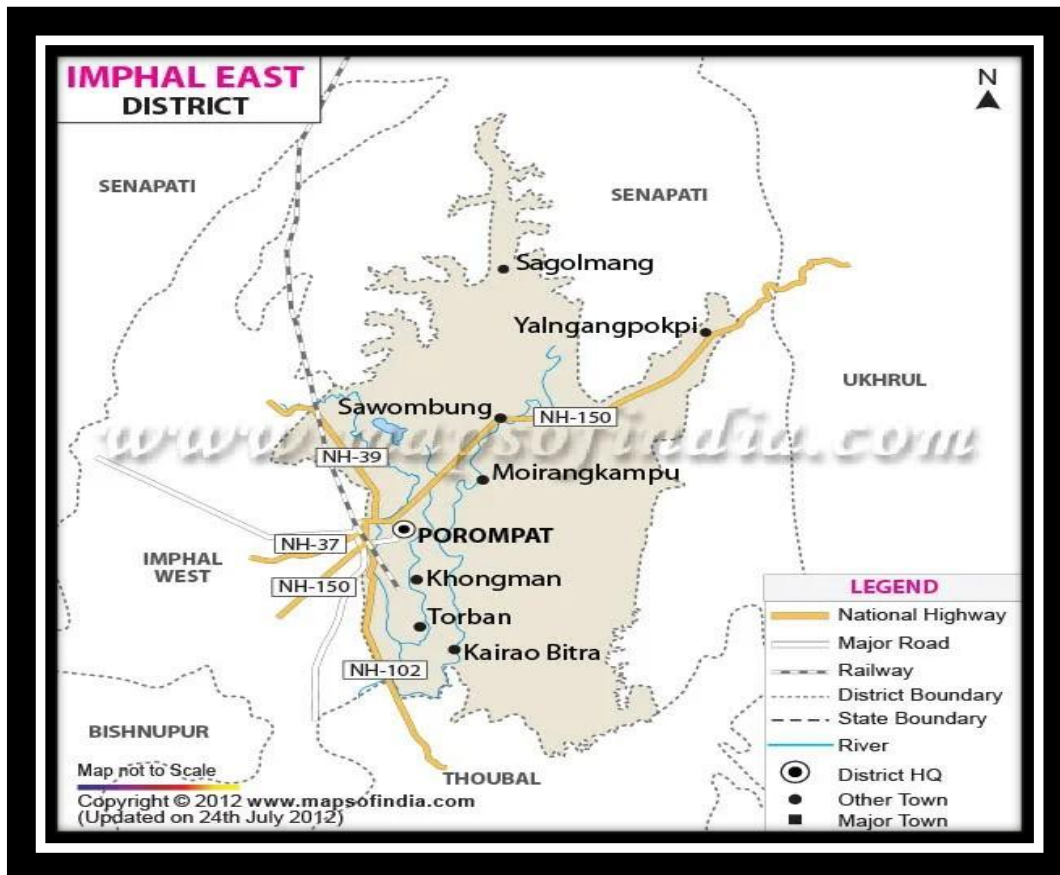 IMPHAL EAST
DISTRICT
N
SENAPATI
SENAPATI
Sagolmang
YaIngangpokpi
UKHRUL
Sawombung
NH-150
www.mapsofindia.com
NH-39
Moirangkampu
POROMPAT
NH-37
IMPHAL
WEST
NH-150
Khongman
Torban
Kairao Bitra
NH-102
BISHNUPUR
THOUBAL
LEGEND
National Highway
Major Road
Railway
District Boundary
State Boundary
River
District HQ
Other Town
Major Town
Map not to Scale
Copyright © 2012 www.mapsofindia.com
(Updated on 24th July 2012)